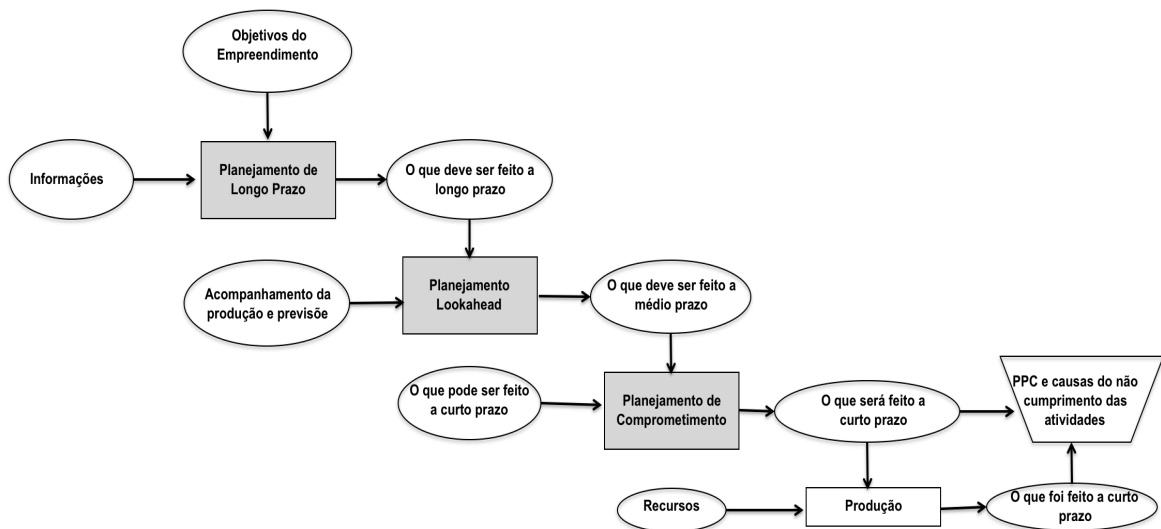 Objetivos do
Empreendimento
Informações
Planejamento de
Longo Prazo
O que deve ser feito a
longo prazo
Acompanhamento da
produção e previsõe
Planejamento
Lookahead
O que deve ser feito a
médio prazo
O que pode ser feito
a curto prazo
Planejamento de
Comprometimento
O que será feito a
curto prazo
PPC e causas do não
cumprimento das
atividades
Recursos
Produção
O que foi feito a curto
prazo